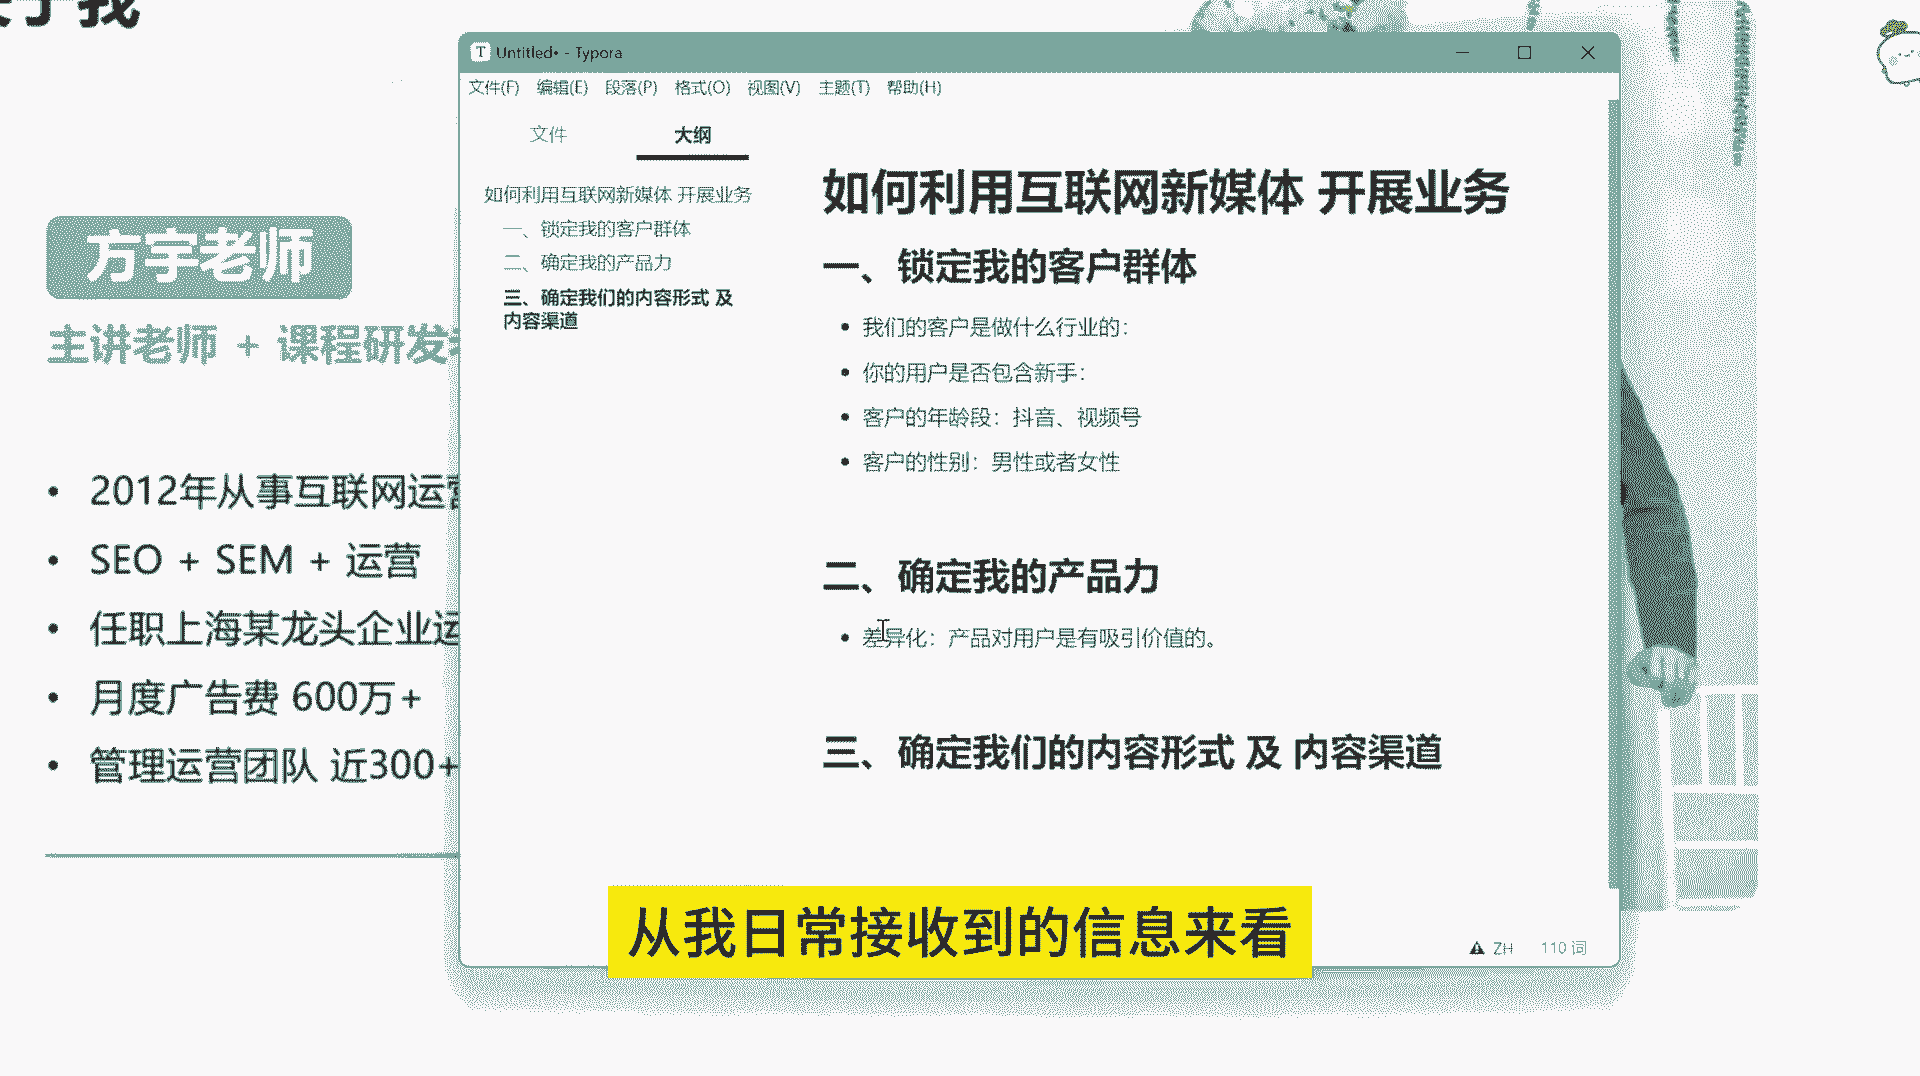 关于我
方宇老师
主讲老师 + 课程研发
2012年从事互联网运营
SEO + SEM + 运营
任职上海某龙头企业运
月度广告费 600万+
管理运营团队 近300+
Untitled• - Typora
文件(F) 编辑(E) 段落(P) 格式(O) 视图(V) 主题(T) 帮助(H)
文件 大纲
如何利用互联网新媒体 开展业务
一、锁定我的客户群体
二、确定我的产品力
三、确定我们的内容形式 及
内容渠道
如何利用互联网新媒体 开展业务
一、锁定我的客户群体
我们的客户是做什么行业的：
你的用户是否包含新手：
客户的年龄段：抖音、视频号
客户的性别：男性或者女性
二、确定我的产品力
差异化：产品对用户是有吸引价值的。
三、确定我们的内容形式 及 内容渠道
从我日常接收到的信息来看
ZH 110 词